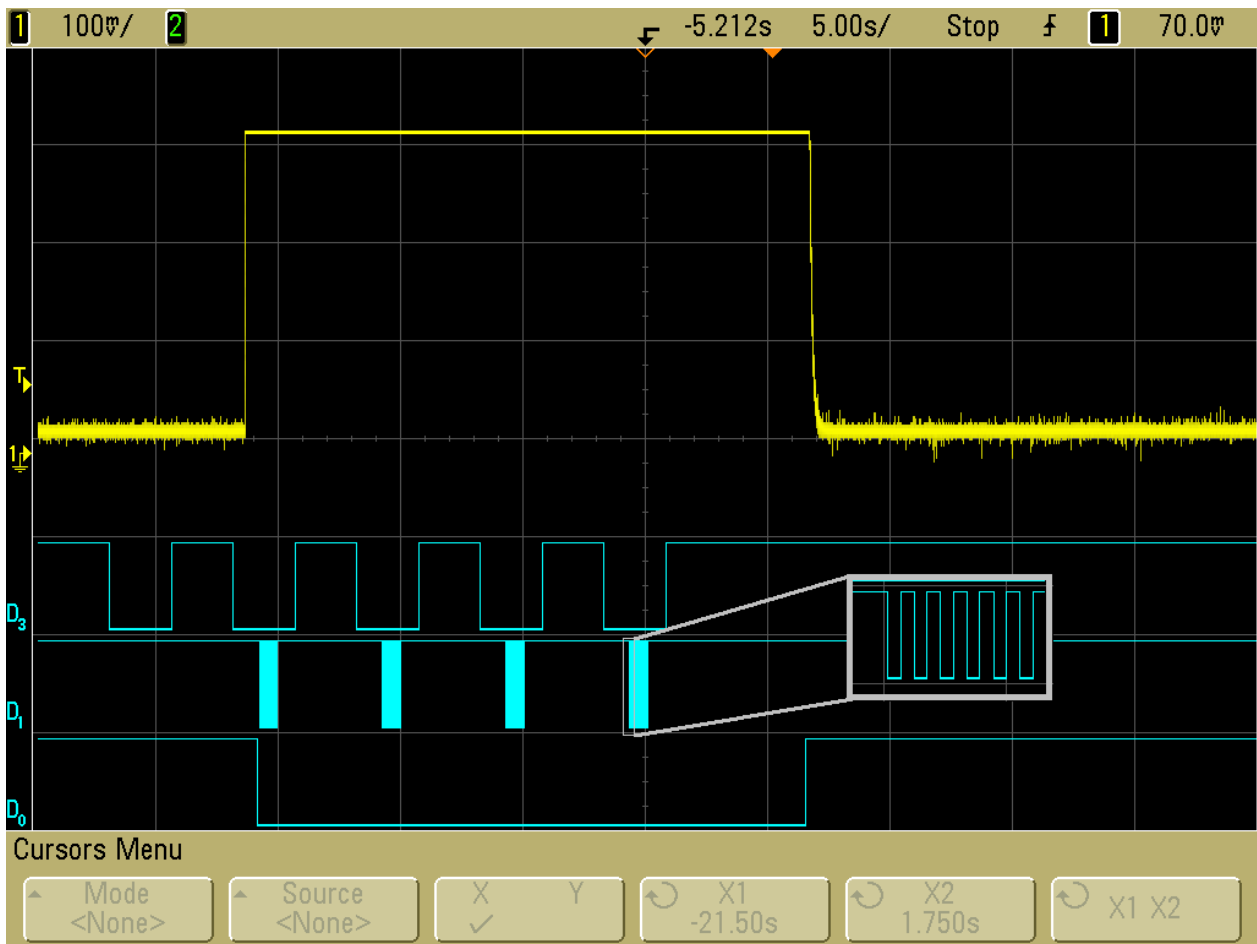 1 100mV/ 2 -5.212s 5.00s/ Stop 1 70.0mV
T
1
D3
D1
D0
Cursors Menu
Mode Source X Y X1 X2 X1 X2
<None> <None> ✓ -21.50s 1.750s